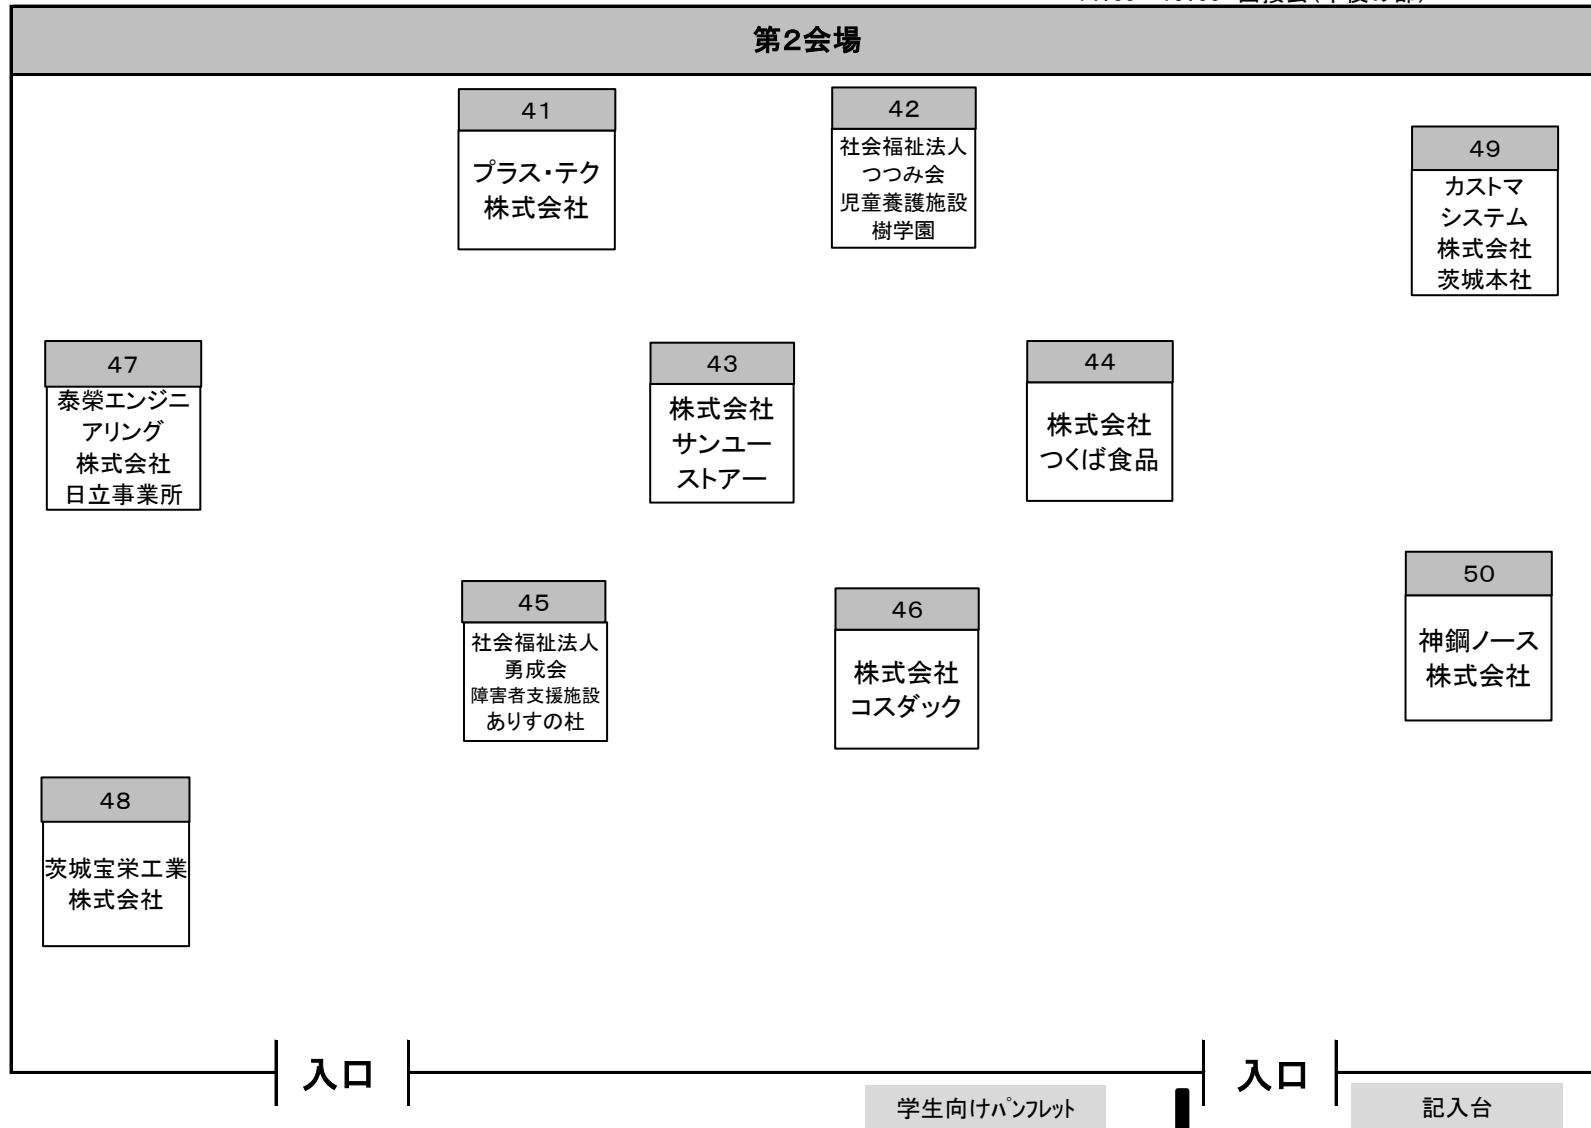 第2会場
41
プラス・テク
株式会社
42
社会福祉法人
つつみ会
児童養護施設
樹学園
49
カストマ
システム
株式会社
茨城本社
47
泰榮エンジニ
アリング
株式会社
日立事業所
43
株式会社
サンユー
ストアー
44
株式会社
つくば食品
45
社会福祉法人
勇成会
障害者支援施設
ありすの杜
46
株式会社
コスダック
50
神鋼ノース
株式会社
48
茨城宝栄工業
株式会社
入口
入口
学生向けパンフレット
記入台